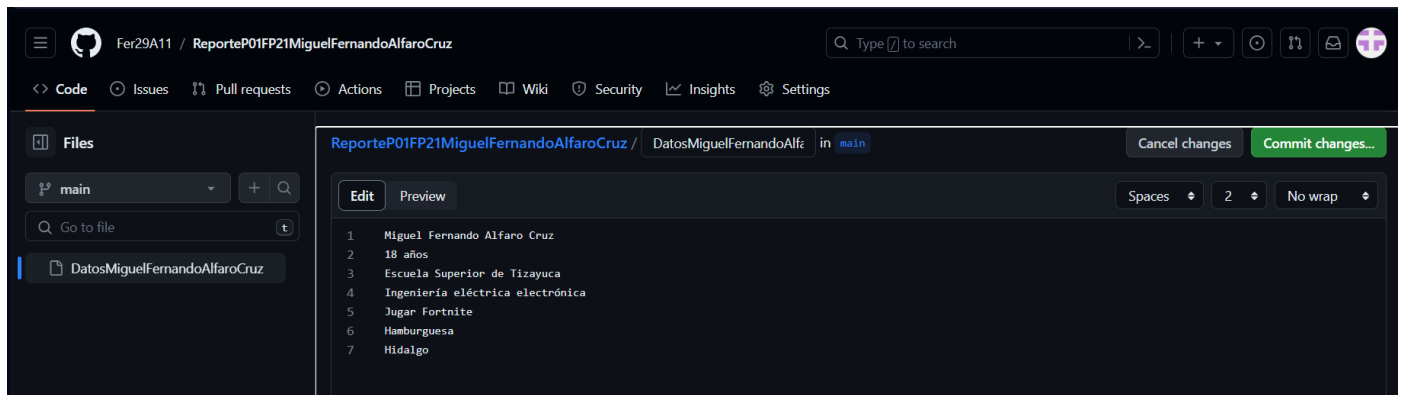 Fer29A11 / ReporteP01FP21MiguelFernandoAlfaroCruz
Type / to search
Code Issues Pull requests Actions Projects Wiki Security Insights Settings
Files
main
Go to file t
DatosMiguelFernandoAlfaroCruz
ReporteP01FP21MiguelFernandoAlfaroCruz / DatosMiguelFernandoAlfa in main
Cancel changes Commit changes...
Edit Preview
Spaces 2 No wrap
1 Miguel Fernando Alfaro Cruz
2 18 años
3 Escuela Superior de Tizayuca
4 Ingeniería eléctrica electrónica
5 Jugar Fortnite
6 Hamburguesa
7 Hidalgo